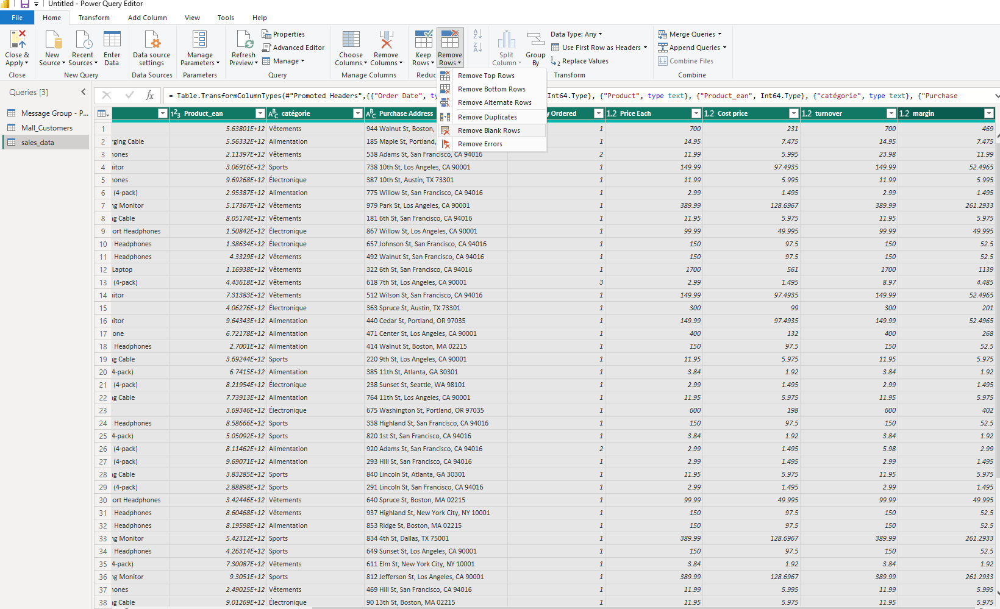 Untitled - Power Query Editor
File Home Transform Add Column View Tools Help
Close & Apply
New Source
Recent Sources
Enter Data
Data source settings
Manage Parameters
Refresh Preview
Properties
Advanced Editor
Manage
Choose Columns
Remove Columns
Keep Rows
Remove Rows
Split Column
Group By
Data Type: Any
Use First Row as Headers
Replace Values
Merge Queries
Append Queries
Combine Files
Close New Query Data Sources Parameters Query Manage Columns Reduc Transform Combine
Remove Top Rows
Remove Bottom Rows
Remove Alternate Rows
Remove Duplicates
Remove Blank Rows
Remove Errors
Queries [3]
Message Group - P...
Mall_Customers
sales_data
fx = Table.TransformColumnTypes(#"Promoted Headers",{{"Order Date", ty Int64.Type}, {"Product", type text}, {"Product_ean", Int64.Type}, {"catégorie", type text}, {"Purchase
123 Product_ean ABC catégorie ABC Purchase Address y Ordered 1.2 Price Each 1.2 Cost price 1.2 turnover 1.2 margin
1 5.63801E+12 Vêtements 944 Walnut St, Boston, 1 700 231 700 469
2 rging Cable 5.56332E+12 Alimentation 185 Maple St, Portland, 1 14.95 7.475 14.95 7.475
3 hones 2.11397E+12 Vêtements 538 Adams St, San Francisco, CA 94016 2 11.99 5.995 23.98 11.99
4 nitor 3.06916E+12 Sports 738 10th St, Los Angeles, CA 90001 1 149.99 97.4935 149.99 52.4965
5 hones 9.69268E+12 Électronique 387 10th St, Austin, TX 73301 1 11.99 5.995 11.99 5.995
6 (4-pack) 2.95387E+12 Alimentation 775 Willow St, San Francisco, CA 94016 1 2.99 1.495 2.99 1.495
7 ng Monitor 5.17367E+12 Vêtements 979 Park St, Los Angeles, CA 90001 1 389.99 128.6967 389.99 261.2933
8 ng Cable 8.05174E+12 Vêtements 181 6th St, San Francisco, CA 94016 1 11.95 5.975 11.95 5.975
9 ort Headphones 1.50842E+12 Électronique 867 Willow St, Los Angeles, CA 90001 1 99.99 49.995 99.99 49.995
10 Headphones 1.38634E+12 Électronique 657 Johnson St, San Francisco, CA 94016 1 150 97.5 150 52.5
11 Headphones 4.3329E+12 Vêtements 492 Walnut St, San Francisco, CA 94016 1 150 97.5 150 52.5
12 Laptop 1.16938E+12 Vêtements 322 6th St, San Francisco, CA 94016 1 1700 561 1700 1139
13 (4-pack) 4.43618E+12 Vêtements 618 7th St, Los Angeles, CA 90001 3 2.99 1.495 8.97 4.485
14 nitor 7.31383E+12 Vêtements 512 Wilson St, San Francisco, CA 94016 1 149.99 97.4935 149.99 52.4965
15 4.06276E+12 Électronique 363 Spruce St, Austin, TX 73301 1 300 99 300 201
16 nitor 9.64343E+12 Alimentation 440 Cedar St, Portland, OR 97035 1 149.99 97.4935 149.99 52.4965
17 one 6.72178E+12 Alimentation 471 Center St, Los Angeles, CA 90001 1 400 132 400 268
18 Headphones 2.7001E+12 Alimentation 414 Walnut St, Boston, MA 02215 1 150 97.5 150 52.5
19 ng Cable 3.69244E+12 Sports 220 9th St, Los Angeles, CA 90001 1 11.95 5.975 11.95 5.975
20 4-pack) 6.7415E+12 Alimentation 385 11th St, Atlanta, GA 30301 1 3.84 1.92 3.84 1.92
21 (4-pack) 8.21954E+12 Électronique 238 Sunset St, Seattle, WA 98101 1 2.99 1.495 2.99 1.495
22 ng Cable 7.73913E+12 Alimentation 764 11th St, Los Angeles, CA 90001 1 11.95 5.975 11.95 5.975
23 3.69346E+12 Électronique 675 Washington St, Portland, OR 97035 1 600 198 600 402
24 Headphones 8.58666E+12 Sports 338 Highland St, San Francisco, CA 94016 1 150 97.5 150 52.5
25 4-pack) 5.05092E+12 Sports 820 1st St, San Francisco, CA 94016 1 3.84 1.92 3.84 1.92
26 (4-pack) 8.11462E+12 Alimentation 920 Adams St, San Francisco, CA 94016 2 2.99 1.495 5.98 2.99
27 (4-pack) 9.69071E+12 Alimentation 293 Hill St, San Francisco, CA 94016 1 2.99 1.495 2.99 1.495
28 ng Cable 3.83285E+12 Sports 840 Lincoln St, Atlanta, GA 30301 1 11.95 5.975 11.95 5.975
29 (4-pack) 2.88898E+12 Sports 291 Lincoln St, San Francisco, CA 94016 1 2.99 1.495 2.99 1.495
30 ort Headphones 3.42446E+12 Vêtements 640 Spruce St, Boston, MA 02215 1 99.99 49.995 99.99 49.995
31 Headphones 8.60468E+12 Vêtements 937 Highland St, New York City, NY 10001 1 150 97.5 150 52.5
32 Headphones 8.19598E+12 Alimentation 853 Ridge St, Boston, MA 02215 1 150 97.5 150 52.5
33 ng Monitor 5.42312E+12 Sports 834 4th St, Dallas, TX 75001 1 389.99 128.6967 389.99 261.2933
34 Headphones 4.26314E+12 Sports 649 Sunset St, Los Angeles, CA 90001 1 150 97.5 150 52.5
35 4-pack) 7.30087E+12 Vêtements 611 Elm St, New York City, NY 10001 1 3.84 1.92 3.84 1.92
36 ng Monitor 9.3051E+12 Sports 812 Jefferson St, Los Angeles, CA 90001 1 389.99 128.6967 389.99 261.2933
37 hones 2.49025E+12 Vêtements 469 Hill St, San Francisco, CA 94016 1 11.99 5.995 11.99 5.995
38 ng Cable 9.01269E+12 Électronique 90 13th St, Boston, MA 02215 1 11.95 5.975 11.95 5.975